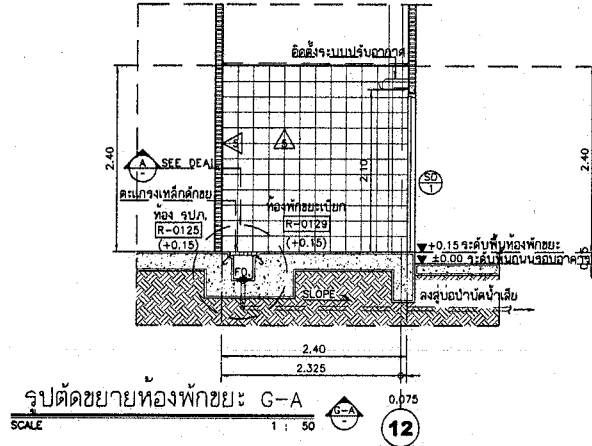 ติดตั้งระบบปรับอากาศ
2.40
2.10
2.40
5
5
A
-
SEE DEAL
SD
1
ตะแกรงเหล็กดักขย
ห้อง รปภ.
R-0125
(+0.15)
ห้องพักขยะเปียก
R-0129
(+0.15)
+0.15 ระดับพื้นห้องพักขยะ
±0.00 ระดับพื้นถนนรอบอาคาร
FD.
SLOPE
ลงสู่บ่อบำบัดน้ำเสีย
2.40
2.325
0.075
รูปตัดขยายห้องพักขยะ G-A
G-A
-
12
SCALE 1 : 50